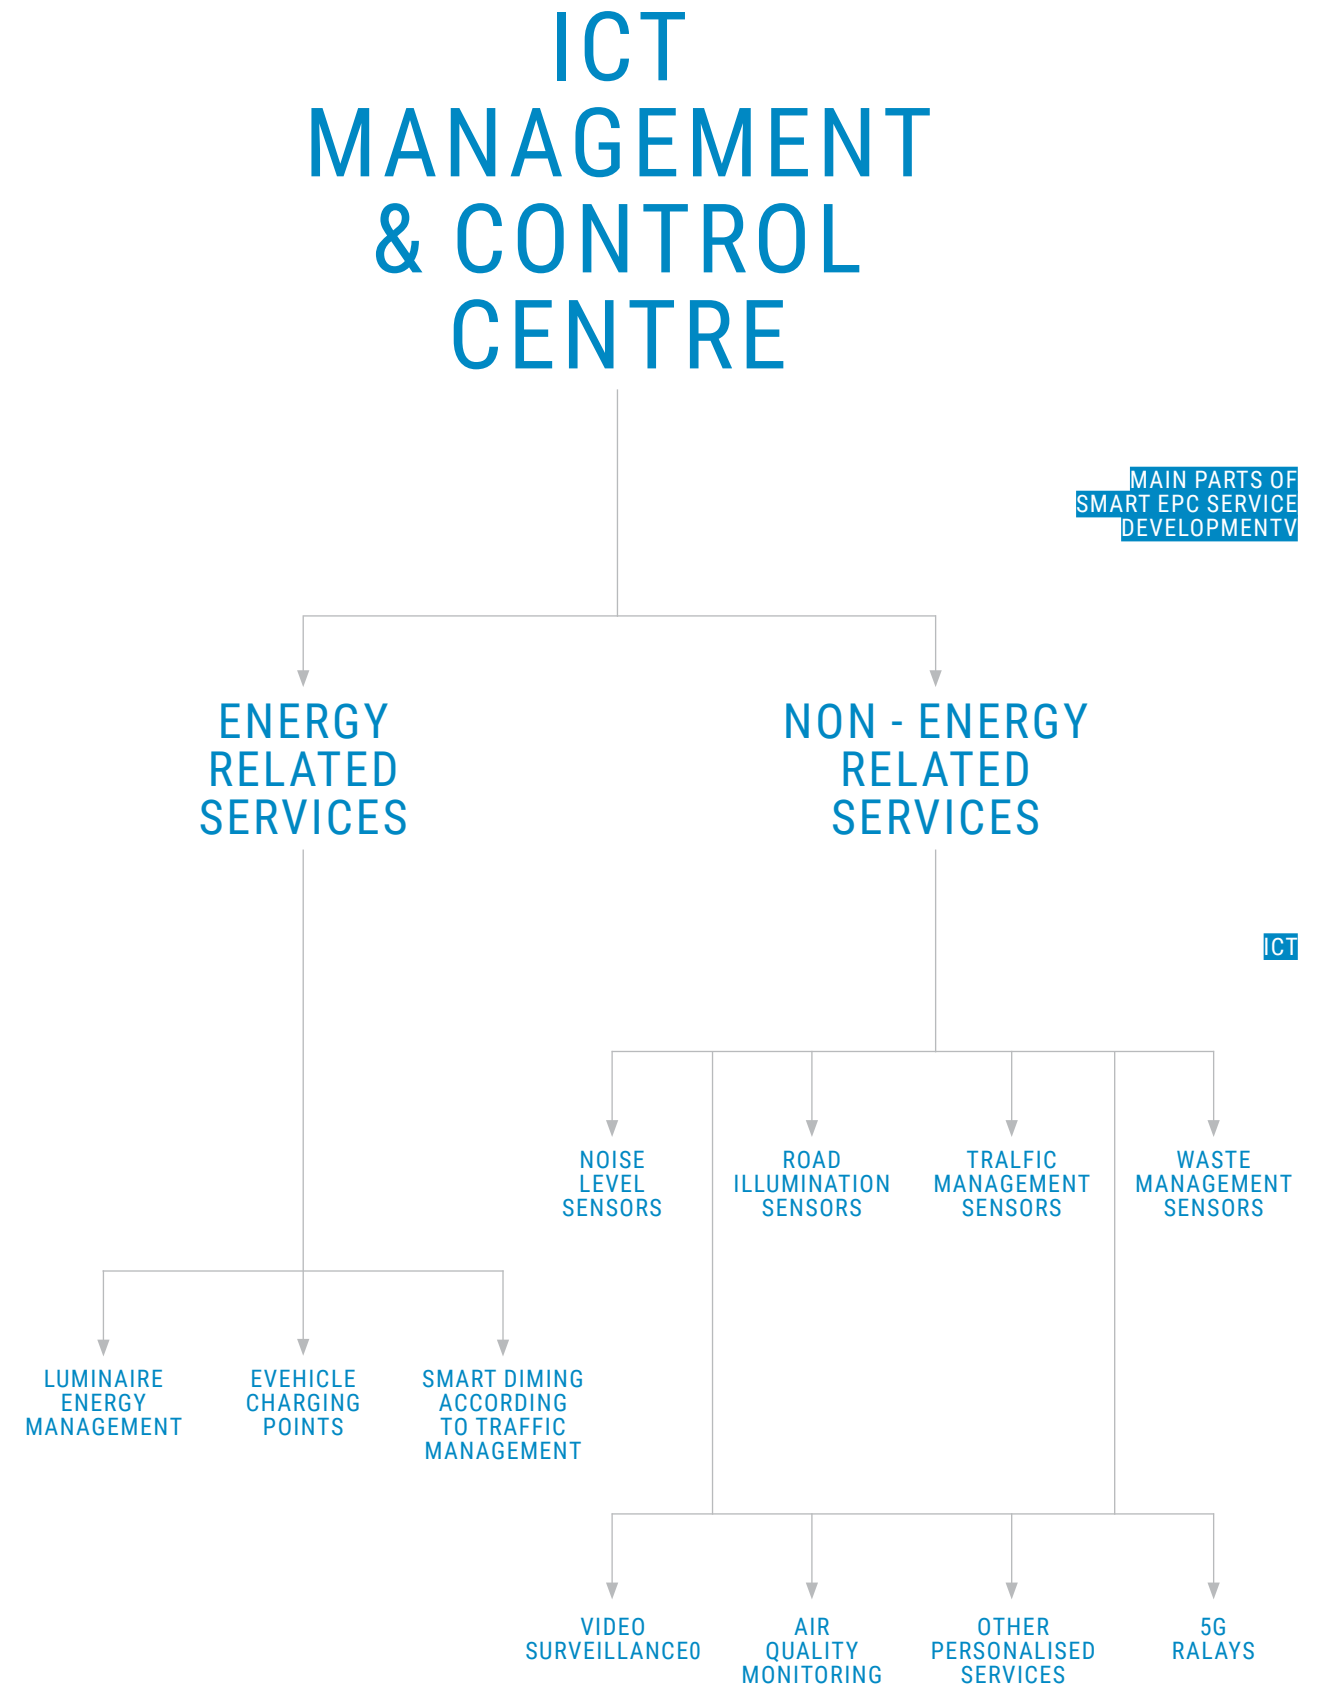 ICT
MANAGEMENT
& CONTROL
CENTRE
MAIN PARTS OF
SMART EPC SERVICE
DEVELOPMENTV
ENERGY
RELATED
SERVICES
NON - ENERGY
RELATED
SERVICES
ICT
NOISE
LEVEL
SENSORS
ROAD
ILLUMINATION
SENSORS
TRALFIC
MANAGEMENT
SENSORS
WASTE
MANAGEMENT
SENSORS
LUMINAIRE
ENERGY
MANAGEMENT
EVEHICLE
CHARGING
POINTS
SMART DIMING
ACCORDING
TO TRAFFIC
MANAGEMENT
VIDEO
SURVEILLANCE0
AIR
QUALITY
MONITORING
OTHER
PERSONALISED
SERVICES
5G
RALAYS